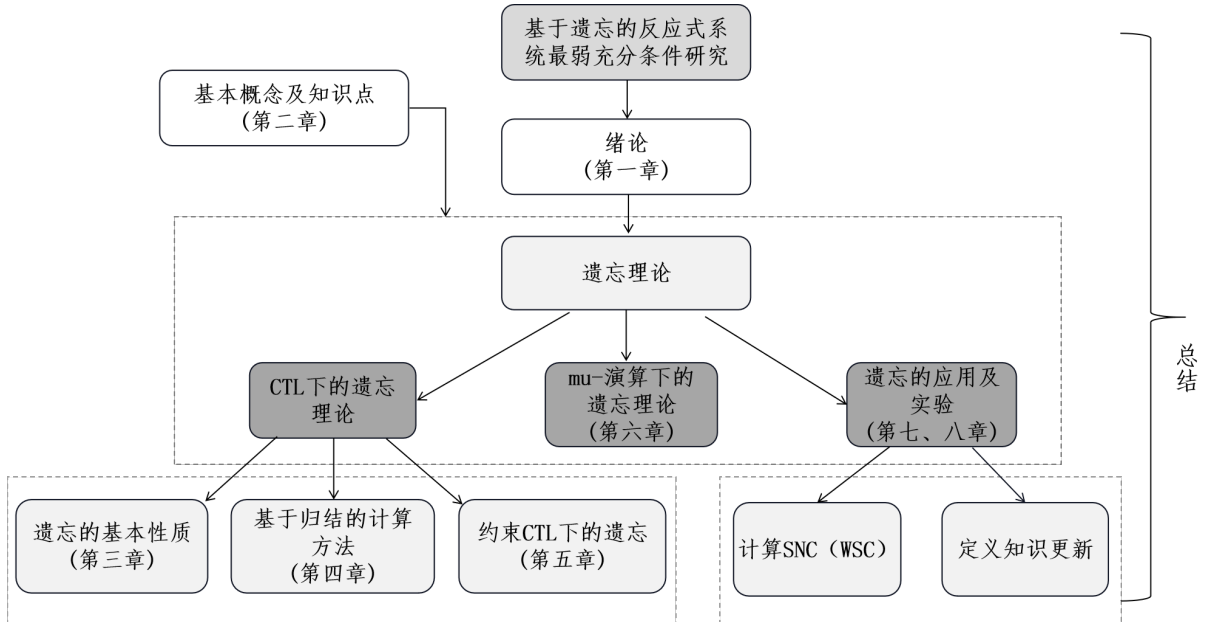 基于遗忘的反应式系
统最弱充分条件研究
基本概念及知识点
(第二章)
绪论
(第一章)
遗忘理论
CTL下的遗忘
理论
mu-演算下的
遗忘理论
(第六章)
遗忘的应用及
实验
(第七、八章)
总结
遗忘的基本性质
(第三章)
基于归结的计算
方法
(第四章)
约束CTL下的遗忘
(第五章)
计算SNC（WSC）
定义知识更新